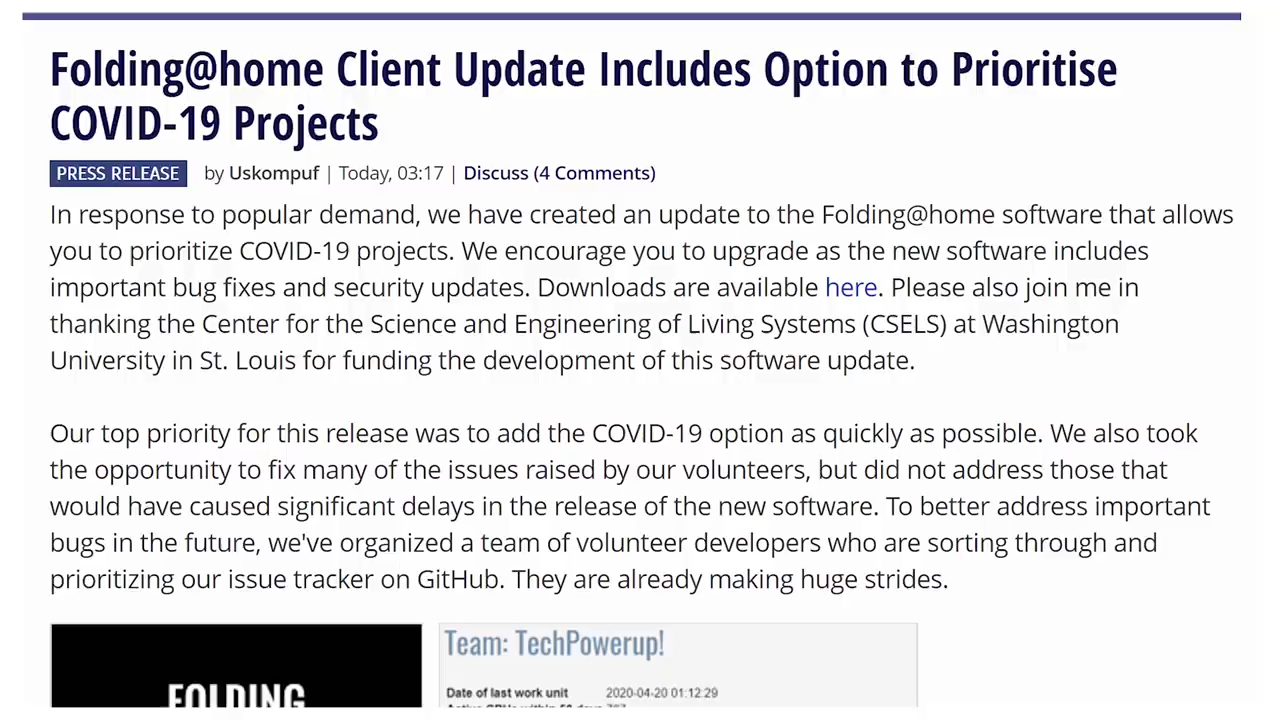 Folding@home Client Update Includes Option to Prioritise
COVID-19 Projects
PRESS RELEASE by Uskompuf | Today, 03:17 | Discuss (4 Comments)
In response to popular demand, we have created an update to the Folding@home software that allows
you to prioritize COVID-19 projects. We encourage you to upgrade as the new software includes
important bug fixes and security updates. Downloads are available here. Please also join me in
thanking the Center for the Science and Engineering of Living Systems (CSELS) at Washington
University in St. Louis for funding the development of this software update.
Our top priority for this release was to add the COVID-19 option as quickly as possible. We also took
the opportunity to fix many of the issues raised by our volunteers, but did not address those that
would have caused significant delays in the release of the new software. To better address important
bugs in the future, we've organized a team of volunteer developers who are sorting through and
prioritizing our issue tracker on GitHub. They are already making huge strides.
FOLDING
Team: TechPowerup!
Date of last work unit 2020-04-20 01:12:29